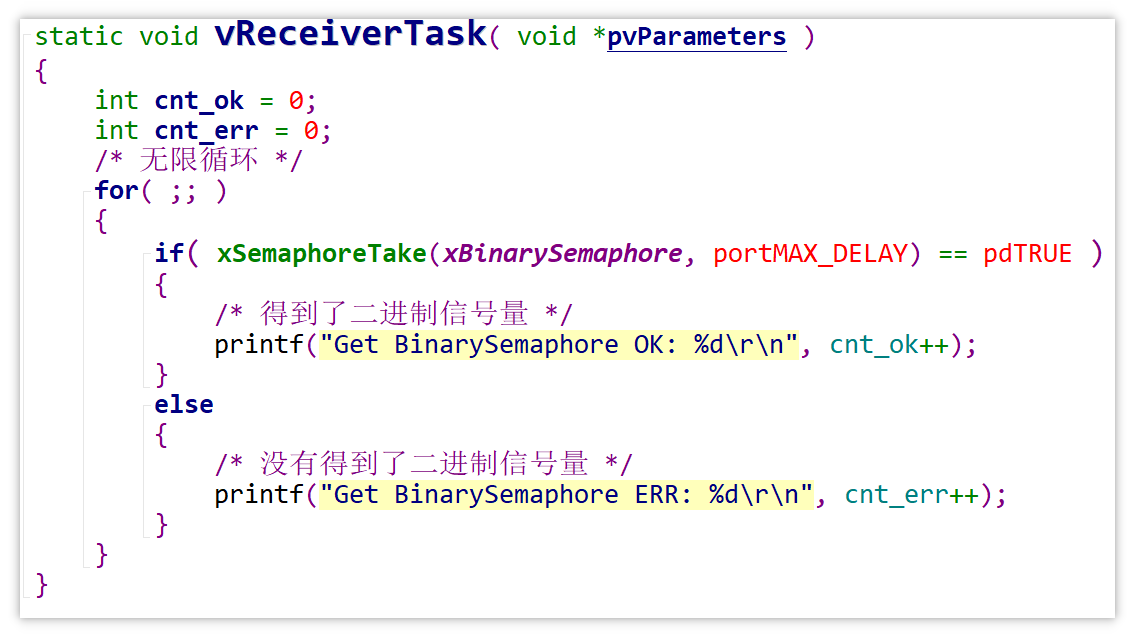 static void vReceiverTask( void *pvParameters )
{
    int cnt_ok = 0;
    int cnt_err = 0;
    /* 无限循环 */
    for( ;; )
    {
        if( xSemaphoreTake(xBinarySemaphore, portMAX_DELAY) == pdTRUE )
        {
            /* 得到了二进制信号量 */
            printf("Get BinarySemaphore OK: %d\r\n", cnt_ok++);
        }
        else
        {
            /* 没有得到了二进制信号量 */
            printf("Get BinarySemaphore ERR: %d\r\n", cnt_err++);
        }
    }
}